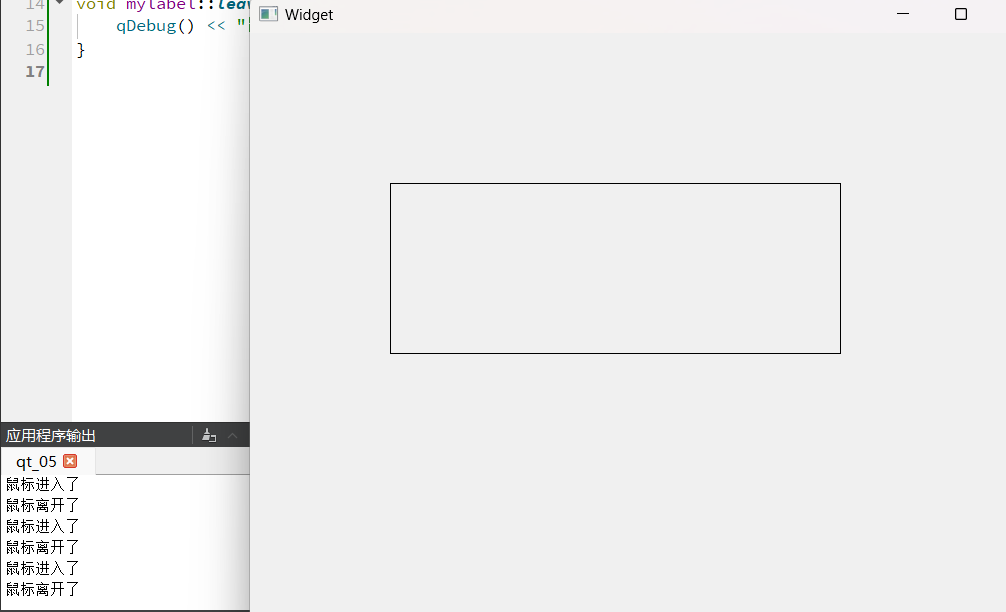 14 void mylabel::leav
15 qDebug() << "
16 }
17
Widget
应用程序输出
qt_05
鼠标进入了
鼠标离开了
鼠标进入了
鼠标离开了
鼠标进入了
鼠标离开了